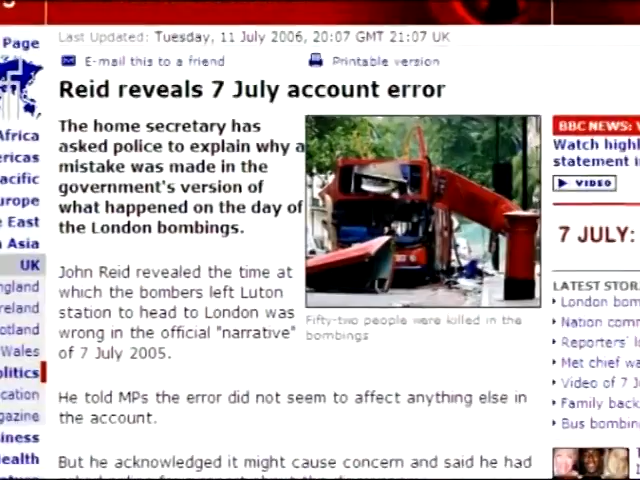 Page
Last Updated: Tuesday, 11 July 2006, 20:07 GMT 21:07 UK
E-mail this to a friend
Printable version
Reid reveals 7 July account error
The home secretary has
asked police to explain why a
mistake was made in the
government's version of
what happened on the day of
the London bombings.
John Reid revealed the time at
which the bombers left Luton
station to head to London was
wrong in the official "narrative"
of 7 July 2005.
He told MPs the error did not seem to affect anything else in
the account.
But he acknowledged it might cause concern and said he had
Fifty-two people were killed in the
bombings
Africa
ericas
acific
urope
e East
Asia
UK
ngland
reland
otland
Wales
olitics
cation
gazine
iness
ealth
BBC NEWS:
Watch highl
statement i
VIDEO
7 JULY:
LATEST STOR
London bom
Nation comm
Reporters' l
Met chief wa
Video of 7 J
Family back
Bus bombin